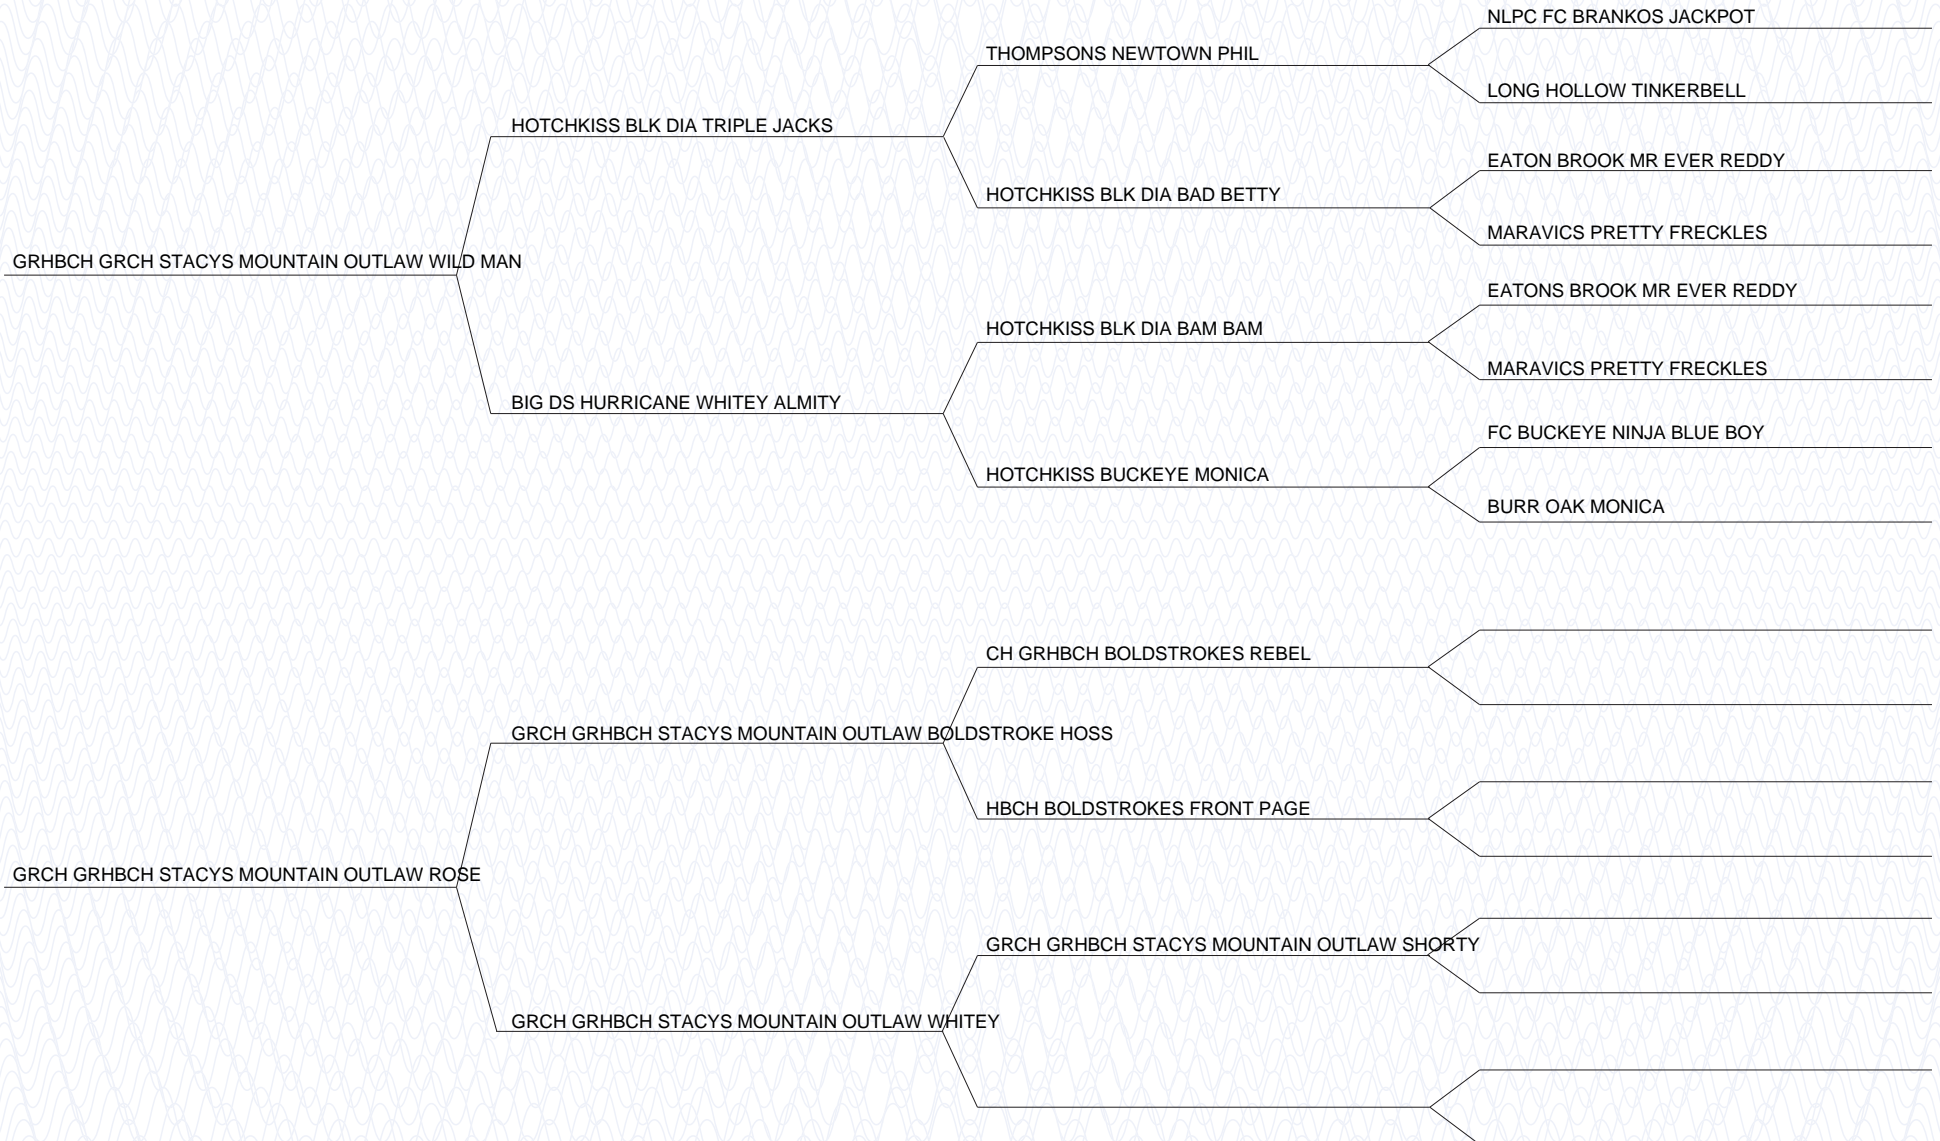 NLPC FC BRANKOS JACKPOT
THOMPSONS NEWTOWN PHIL
LONG HOLLOW TINKERBELL
HOTCHKISS BLK DIA TRIPLE JACKS
EATON BROOK MR EVER REDDY
HOTCHKISS BLK DIA BAD BETTY
MARAVICS PRETTY FRECKLES
GRHBCH GRCH STACYS MOUNTAIN OUTLAW WILD MAN
EATONS BROOK MR EVER REDDY
HOTCHKISS BLK DIA BAM BAM
MARAVICS PRETTY FRECKLES
BIG DS HURRICANE WHITEY ALMITY
FC BUCKEYE NINJA BLUE BOY
HOTCHKISS BUCKEYE MONICA
BURR OAK MONICA
CH GRHBCH BOLDSTROKES REBEL
GRCH GRHBCH STACYS MOUNTAIN OUTLAW BOLDSTROKE HOSS
HBCH BOLDSTROKES FRONT PAGE
GRCH GRHBCH STACYS MOUNTAIN OUTLAW ROSE
GRCH GRHBCH STACYS MOUNTAIN OUTLAW SHORTY
GRCH GRHBCH STACYS MOUNTAIN OUTLAW WHITEY